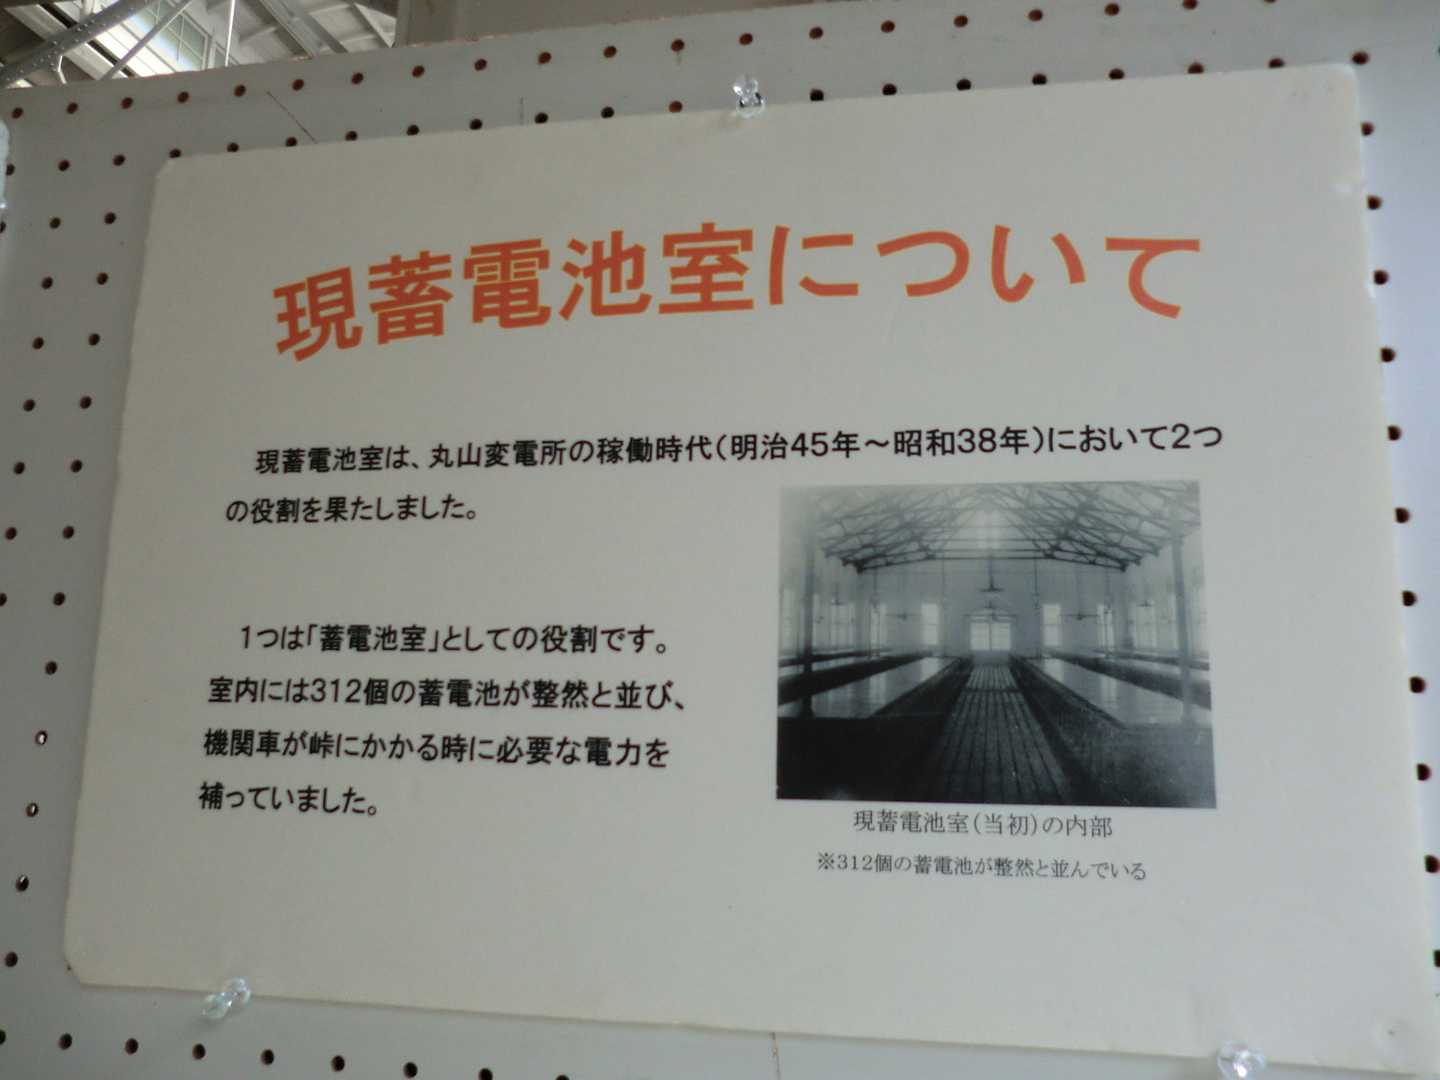 現蓄電池室について
現蓄電池室は、丸山変電所の稼働時代(明治45年～昭和38年)において2つ
の役割を果たしました。
1つは「蓄電池室」としての役割です。
室内には312個の蓄電池が整然と並び、
機関車が峠にかかる時に必要な電力を
補っていました。
現蓄電池室(当初)の内部
※312個の蓄電池が整然と並んでいる